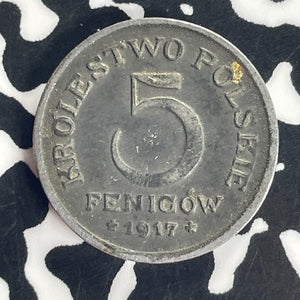 KRÓLESTWO POLSKIE
5
FENIGÓW
*1917*